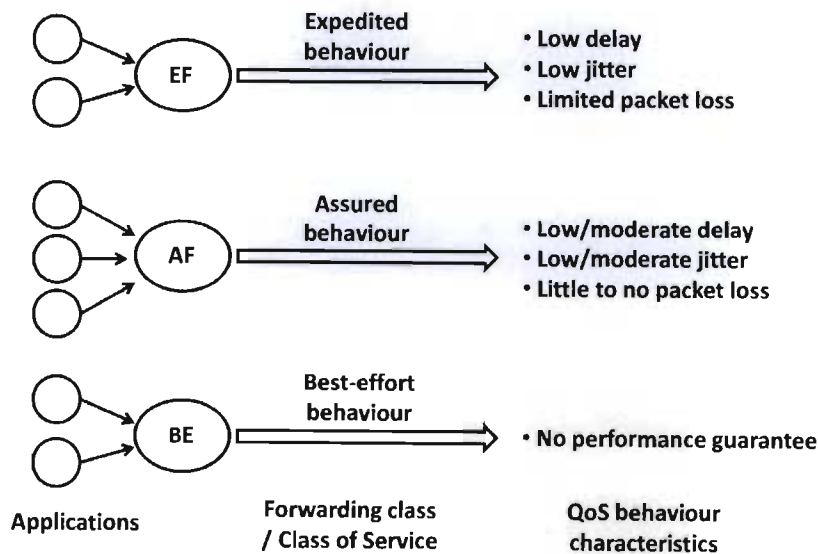 EF
Expedited
behaviour
• Low delay
• Low jitter
• Limited packet loss
AF
Assured
behaviour
• Low/moderate delay
• Low/moderate jitter
• Little to no packet loss
BE
Best-effort
behaviour
• No performance guarantee
Applications
Forwarding class
/ Class of Service
QoS behaviour
characteristics